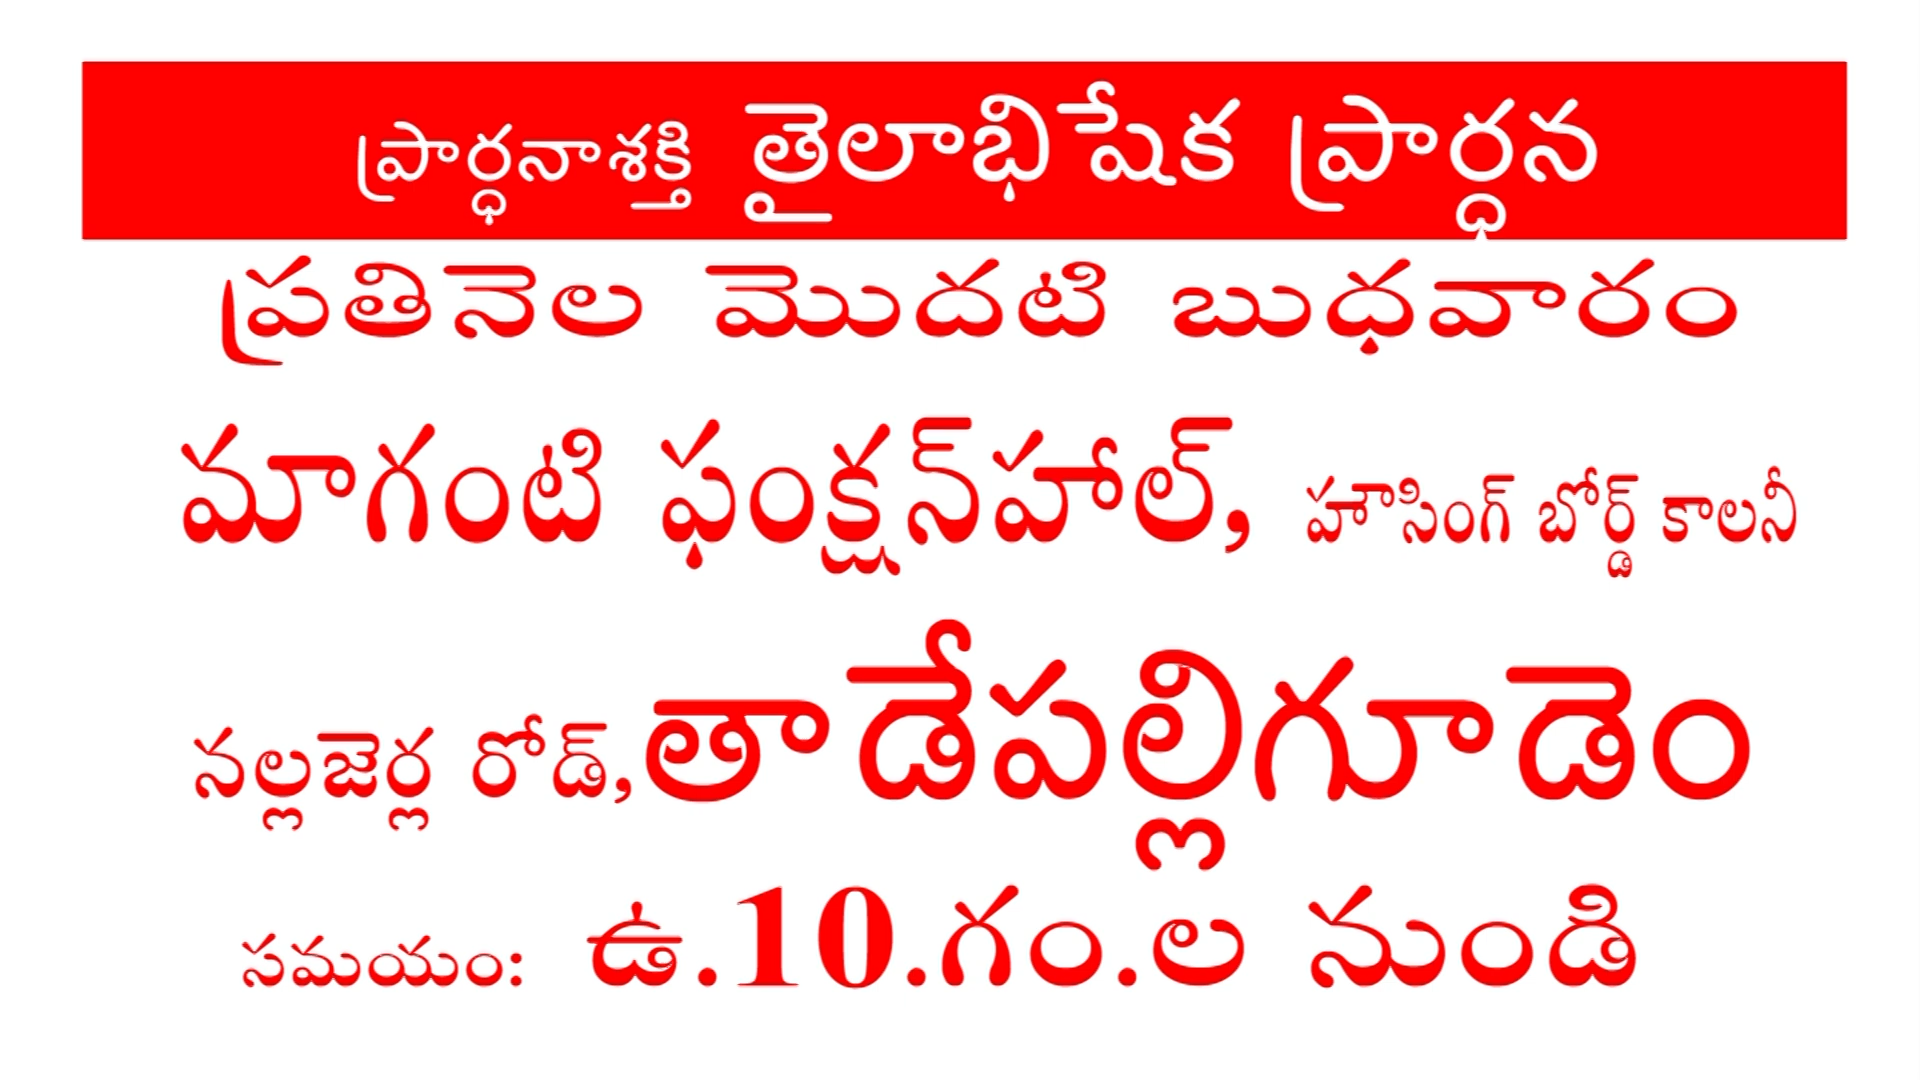 ప్రార్ధనాశక్తి తైలాభిషేక ప్రార్ధన
ప్రతినెల మొదటి బుధవారం
మాగంటి ఫంక్షన్‌హాల్, హౌసింగ్ బోర్డ్ కాలనీ
నల్లజెర్ల రోడ్,తాడేపల్లిగూడెం
సమయం: ఉ.10.గం.ల నుండి